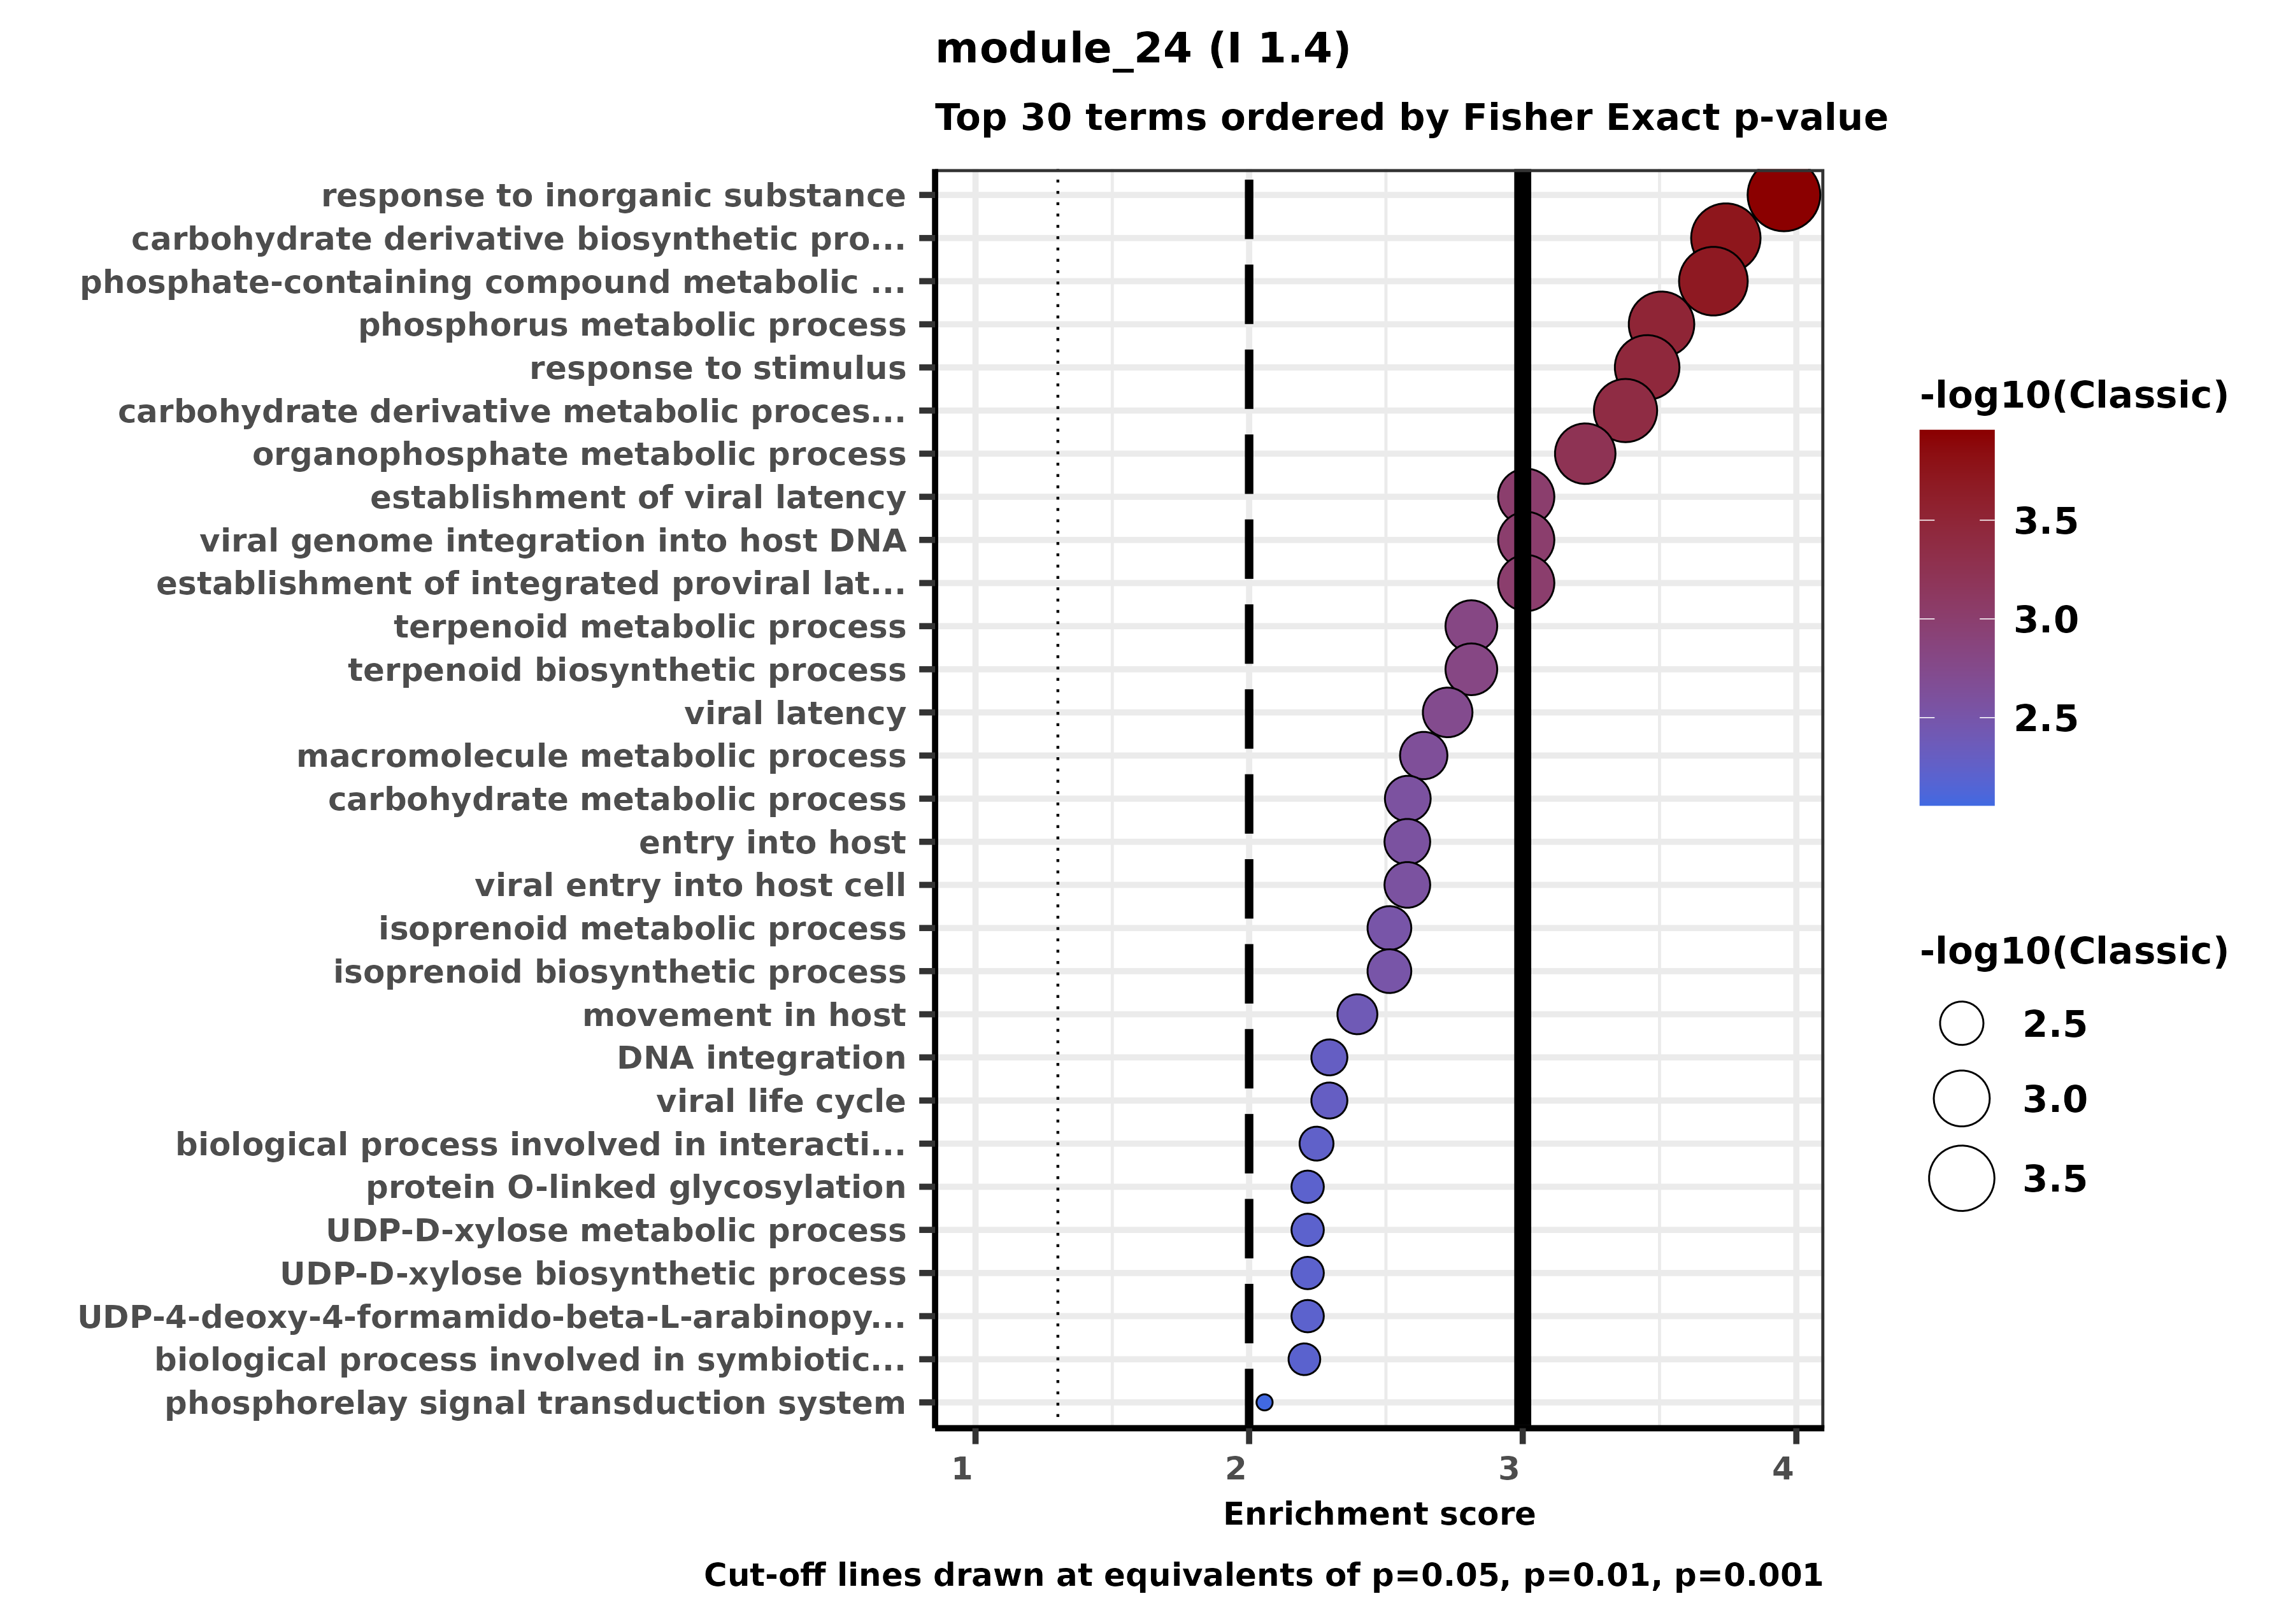 module_24 (I 1.4)
Top 30 terms ordered by Fisher Exact p-value
response to inorganic substance
carbohydrate derivative biosynthetic pro...
phosphate-containing compound metabolic ...
phosphorus metabolic process
response to stimulus
carbohydrate derivative metabolic proces...
organophosphate metabolic process
establishment of viral latency
viral genome integration into host DNA
establishment of integrated proviral lat...
terpenoid metabolic process
terpenoid biosynthetic process
viral latency
macromolecule metabolic process
carbohydrate metabolic process
entry into host
viral entry into host cell
isoprenoid metabolic process
isoprenoid biosynthetic process
movement in host
DNA integration
viral life cycle
biological process involved in interacti...
protein O-linked glycosylation
UDP-D-xylose metabolic process
UDP-D-xylose biosynthetic process
UDP-4-deoxy-4-formamido-beta-L-arabinopy...
biological process involved in symbiotic...
phosphorelay signal transduction system
1 2 3 4
Enrichment score
Cut-off lines drawn at equivalents of p=0.05, p=0.01, p=0.001
-log10(Classic)
3.5
3.0
2.5
-log10(Classic)
2.5
3.0
3.5